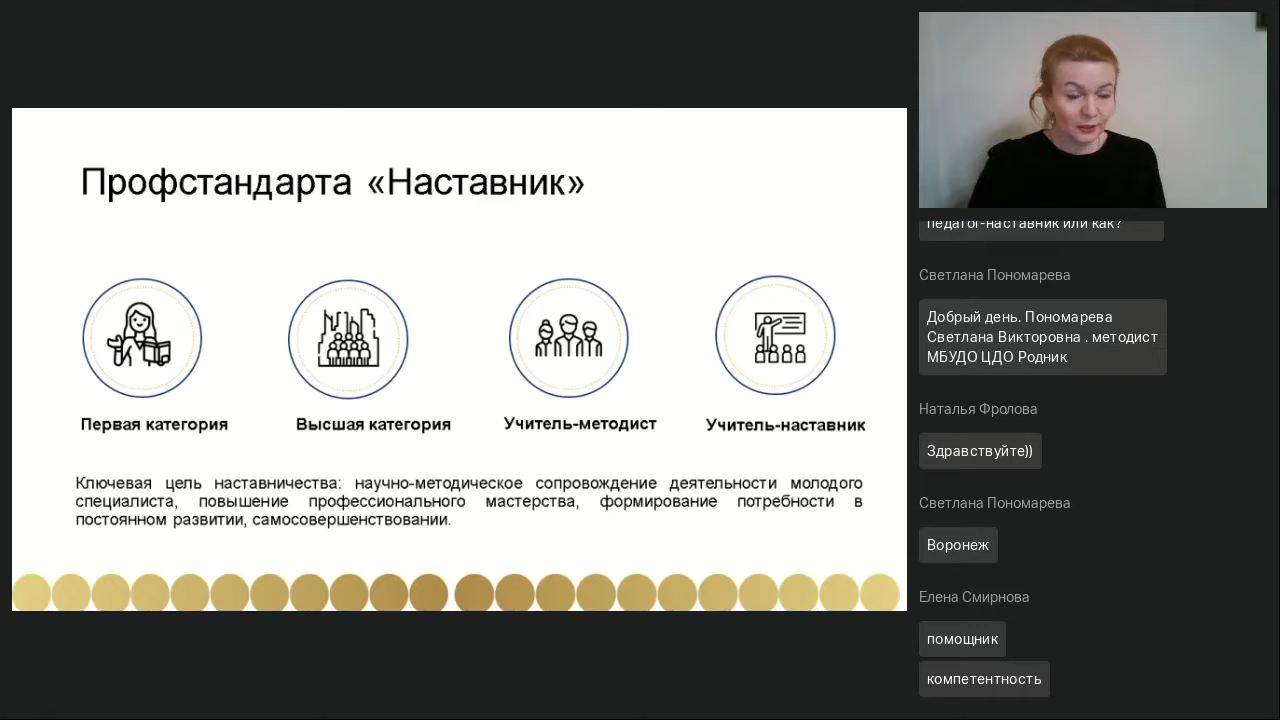 Профстандарта «Наставник»
Первая категория
Высшая категория
Учитель-методист
Учитель-наставник
Ключевая цель наставничества: научно-методическое сопровождение деятельности молодого
специалиста, повышение профессионального мастерства, формирование потребности в
постоянном развитии, самосовершенствовании.
педагог-наставник или как?
Светлана Пономарева
Добрый день. Пономарева
Светлана Викторовна . методист
МБУДО ЦДО Родник
Наталья Фролова
Здравствуйте))
Светлана Пономарева
Воронеж
Елена Смирнова
помощник
компетентность